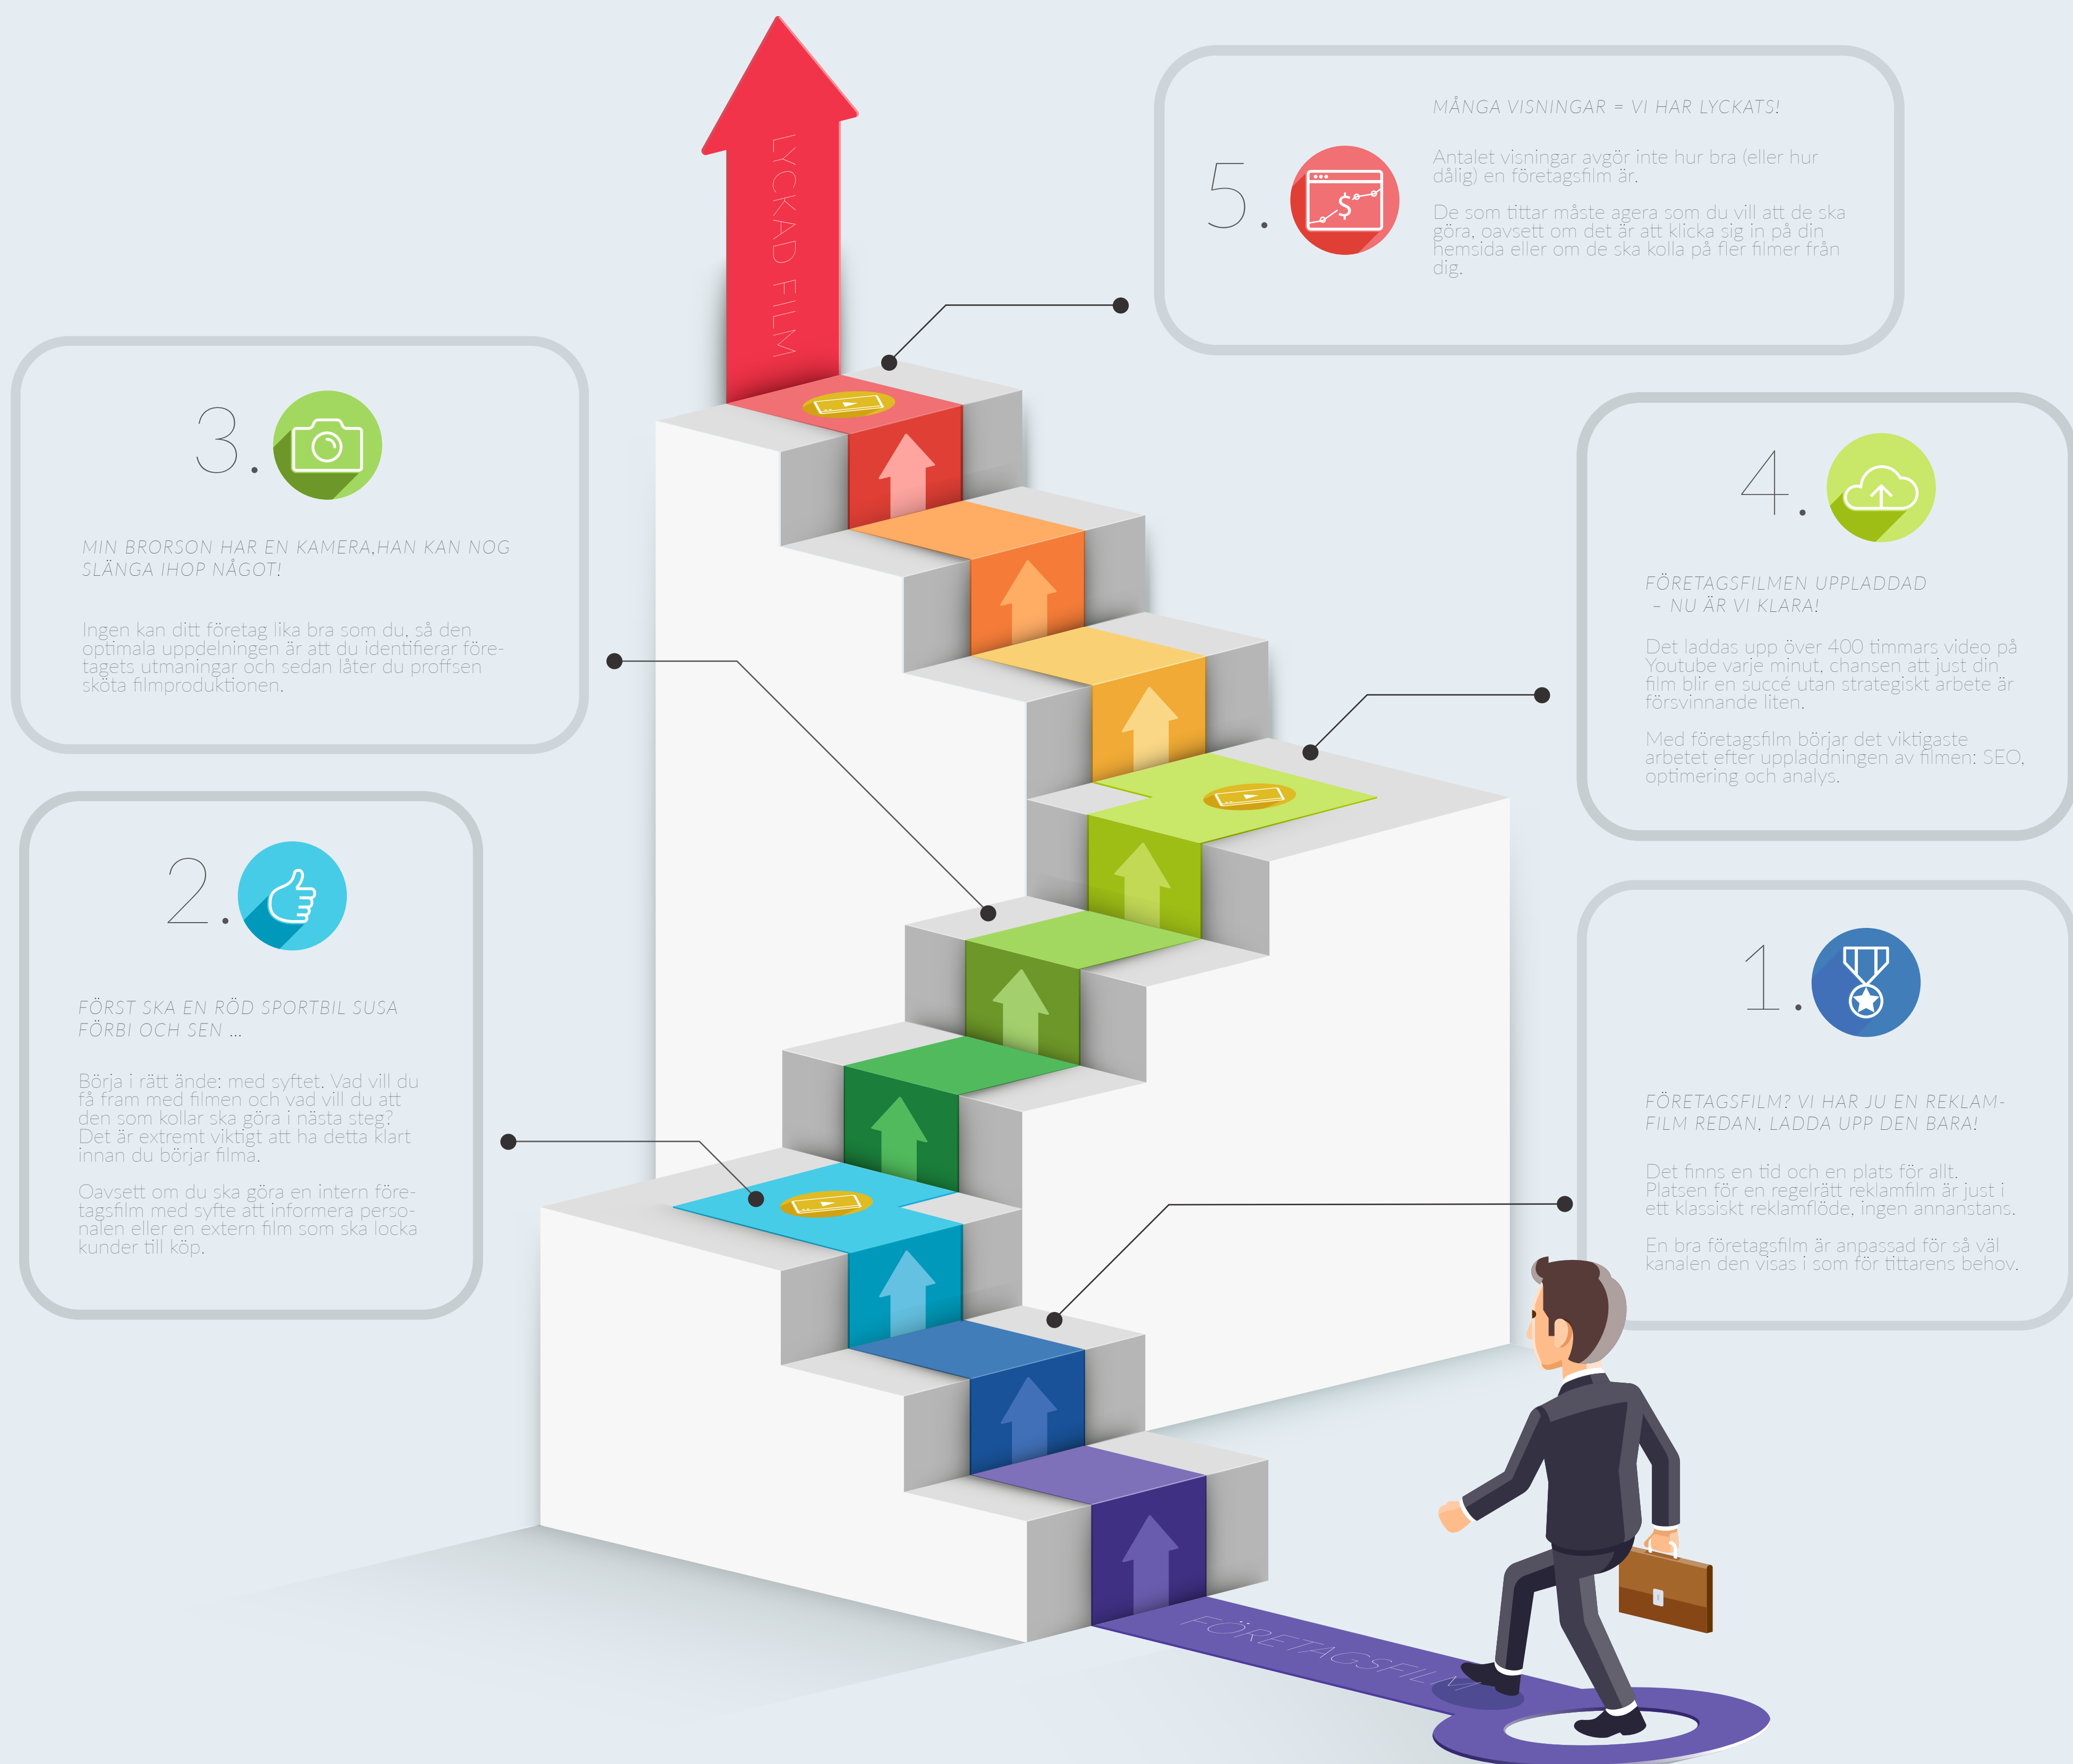 LYCKAD FILM
5.
MÅNGA VISNINGAR = VI HAR LYCKATS!
Antalet visningar avgör inte hur bra (eller hur
dålig) en företagsfilm är.
De som tittar måste agera som du vill att de ska
göra, oavsett om det är att klicka sig in på din
hemsida eller om de ska kolla på fler filmer från
dig.
3.
MIN BRORSON HAR EN KAMERA,HAN KAN NOG
SLÄNGA IHOP NÅGOT!
Ingen kan ditt företag lika bra som du, så den
optimala uppdelningen är att du identifierar före-
tagets utmaningar och sedan låter du proffsen
sköta filmproduktionen.
4.
FÖRETAGSFILMEN UPPLADDAD
– NU ÄR VI KLARA!
Det laddas upp över 400 timmars video på
Youtube varje minut, chansen att just din
film blir en succé utan strategiskt arbete är
försvinnande liten.
Med företagsfilm börjar det viktigaste
arbetet efter uppladdningen av filmen: SEO,
optimering och analys.
2.
FÖRST SKA EN RÖD SPORTBIL SUSA
FÖRBI OCH SEN ...
Börja i rätt ände: med syftet. Vad vill du
få fram med filmen och vad vill du att
den som kollar ska göra i nästa steg?
Det är extremt viktigt att ha detta klart
innan du börjar filma.
Oavsett om du ska göra en intern före-
tagsfilm med syfte att informera perso-
nalen eller en extern film som ska locka
kunder till köp.
1.
FÖRETAGSFILM? VI HAR JU EN REKLAM-
FILM REDAN, LADDA UPP DEN BARA!
Det finns en tid och en plats för allt.
Platsen för en regelrätt reklamfilm är just i
ett klassiskt reklamflöde, ingen annanstans.
En bra företagsfilm är anpassad för så väl
kanalen den visas i som för tittarens behov.
FÖRETAGSFILM